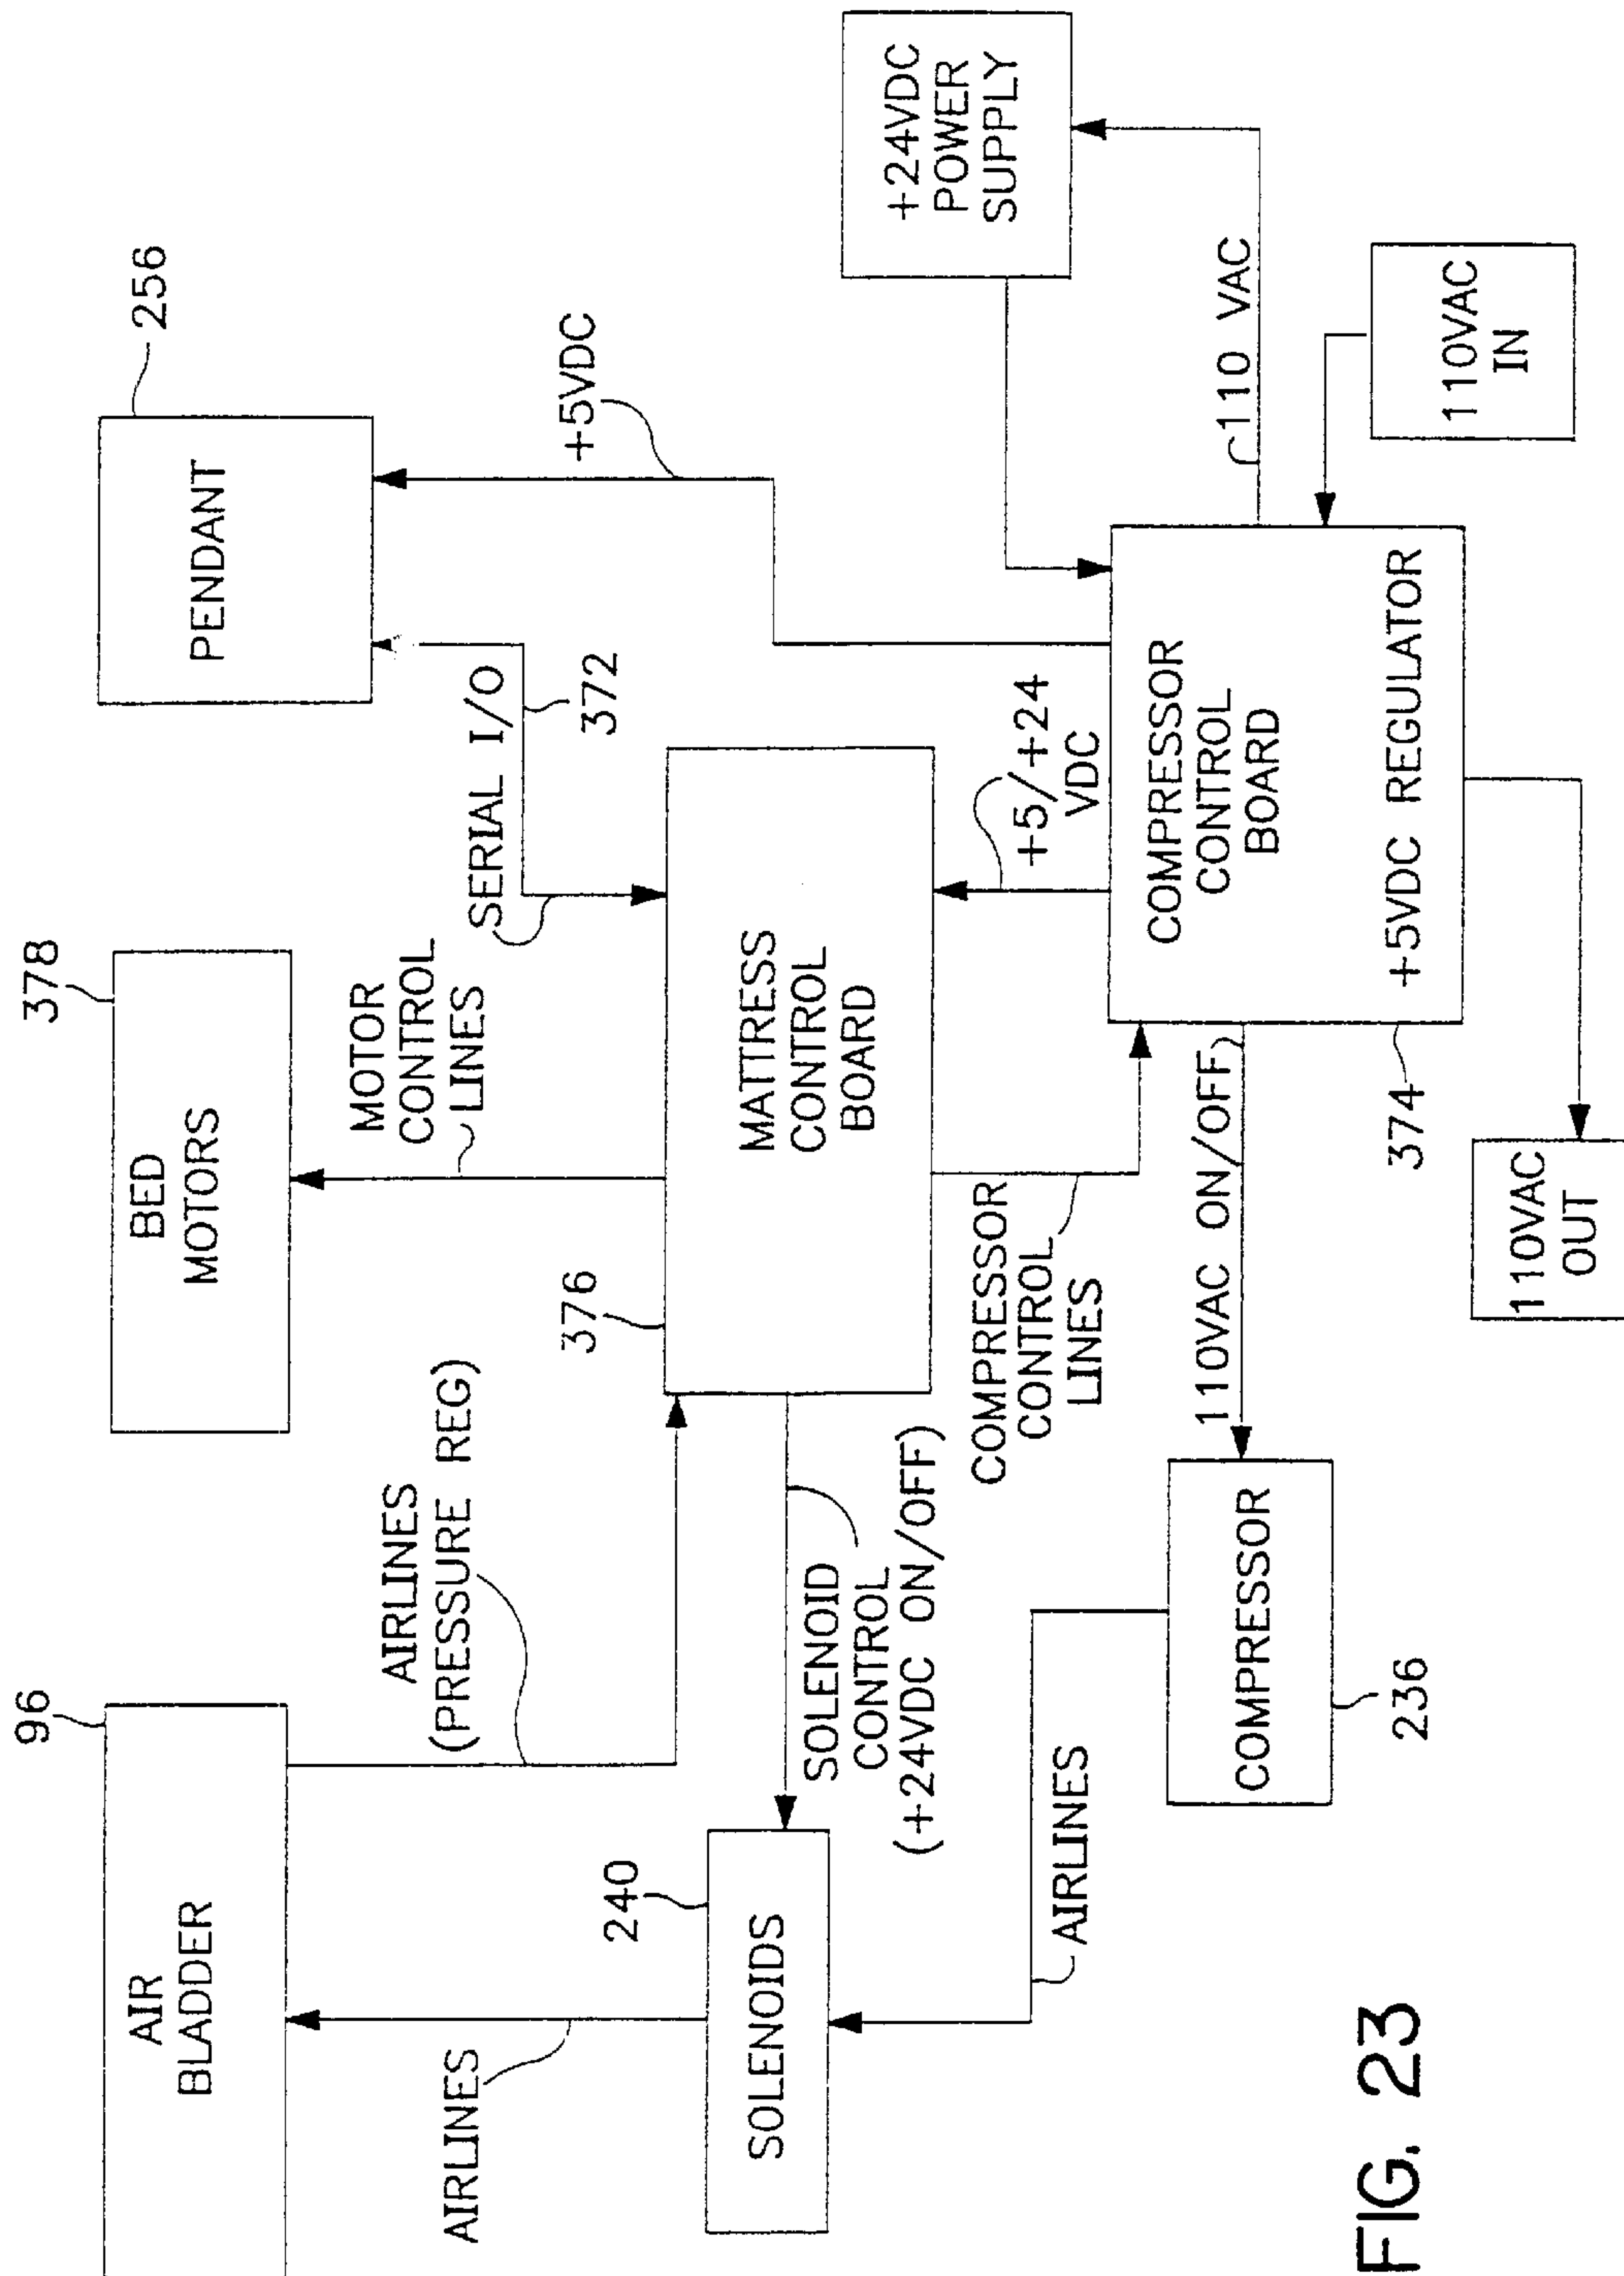 96
AIR
BLADDER
AIRLINES
AIRLINES
(PRESSURE REG)
240
SOLENOIDS
SOLENOID
CONTROL
(+24VDC ON/OFF)
AIRLINES
378
BED
MOTORS
MOTOR
CONTROL
LINES
376
MATTRESS
CONTROL
BOARD
SERIAL I/O
372
256
PENDANT
+5VDC
+5/+24
VDC
COMPRESSOR
CONTROL
LINES
COMPRESSOR
236
110VAC ON/OFF
COMPRESSOR
CONTROL
BOARD
+5VDC REGULATOR
374
110VAC
OUT
+24VDC
POWER
SUPPLY
110 VAC
110VAC
IN
FIG. 23